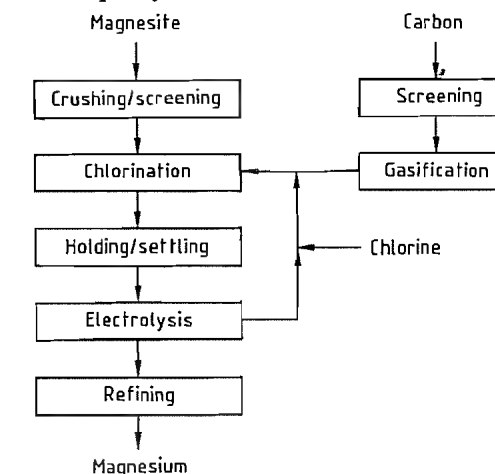 Magnesite
Carbon
Crushing/screening
Screening
Chlorination
Gasification
Holding/settling
Chlorine
Electrolysis
Refining
Magnesium